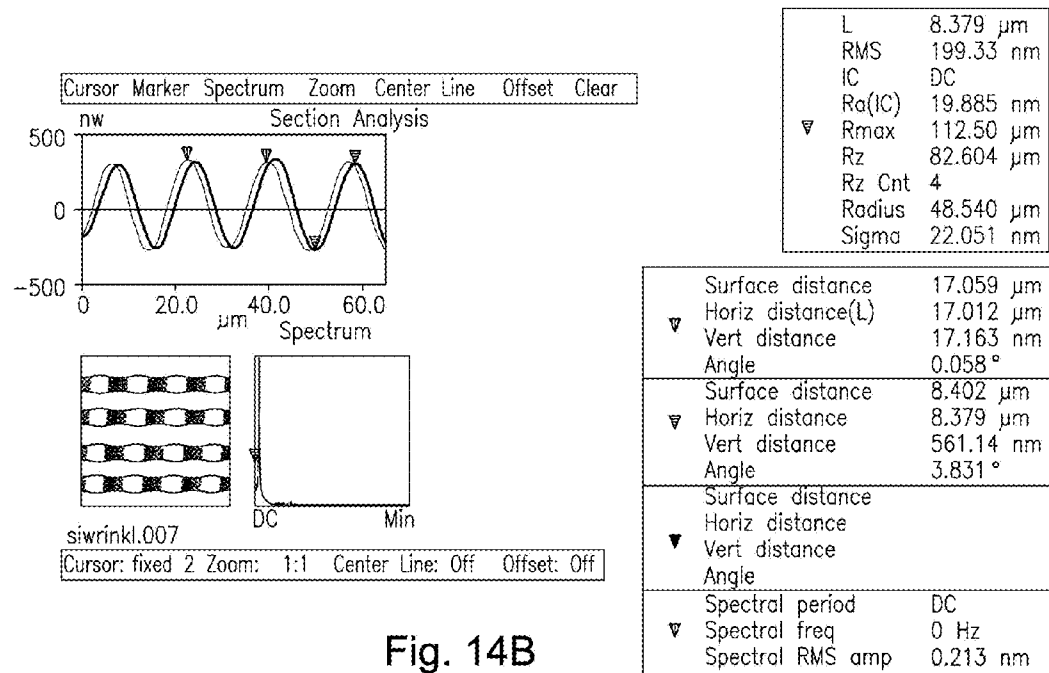 L 8.379 µm
RMS 199.33 nm
IC DC
Ra(IC) 19.885 nm
Rmax 112.50 µm
Rz 82.604 µm
Rz Cnt 4
Radius 48.540 µm
Sigma 22.051 nm
Cursor Marker Spectrum Zoom Center Line Offset Clear
nw Section Analysis
500
0
-500
0 20.0 40.0 60.0
µm
Spectrum
DC Min
siwrinkl.007
Cursor: fixed 2 Zoom: 1:1 Center Line: Off Offset: Off
Surface distance 17.059 µm
Horiz distance(L) 17.012 µm
Vert distance 17.163 nm
Angle 0.058°
Surface distance 8.402 µm
Horiz distance 8.379 µm
Vert distance 561.14 nm
Angle 3.831°
Surface distance
Horiz distance
Vert distance
Angle
Spectral period DC
Spectral freq 0 Hz
Spectral RMS amp 0.213 nm
Fig. 14B